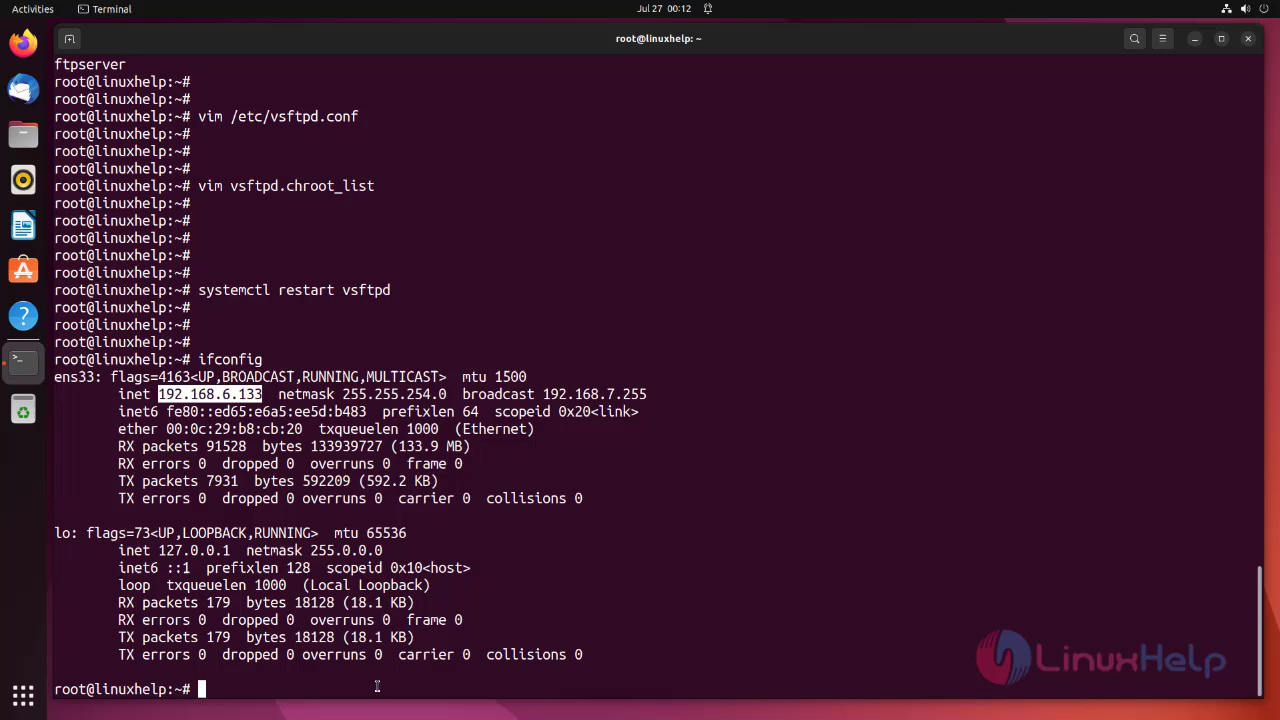 Activities Terminal Jul 27 00:12
root@linuxhelp: ~
ftpserver
root@linuxhelp:~#
root@linuxhelp:~#
root@linuxhelp:~# vim /etc/vsftpd.conf
root@linuxhelp:~#
root@linuxhelp:~#
root@linuxhelp:~#
root@linuxhelp:~# vim vsftpd.chroot_list
root@linuxhelp:~#
root@linuxhelp:~#
root@linuxhelp:~#
root@linuxhelp:~#
root@linuxhelp:~#
root@linuxhelp:~# systemctl restart vsftpd
root@linuxhelp:~#
root@linuxhelp:~#
root@linuxhelp:~#
root@linuxhelp:~# ifconfig
ens33: flags=4163<UP,BROADCAST,RUNNING,MULTICAST>  mtu 1500
        inet 192.168.6.133  netmask 255.255.254.0  broadcast 192.168.7.255
        inet6 fe80::ed65:e6a5:ee5d:b483  prefixlen 64  scopeid 0x20<link>
        ether 00:0c:29:b8:cb:20  txqueuelen 1000  (Ethernet)
        RX packets 91528  bytes 133939727 (133.9 MB)
        RX errors 0  dropped 0  overruns 0  frame 0
        TX packets 7931  bytes 592209 (592.2 KB)
        TX errors 0  dropped 0 overruns 0  carrier 0  collisions 0
lo: flags=73<UP,LOOPBACK,RUNNING>  mtu 65536
        inet 127.0.0.1  netmask 255.0.0.0
        inet6 ::1  prefixlen 128  scopeid 0x10<host>
        loop  txqueuelen 1000  (Local Loopback)
        RX packets 179  bytes 18128 (18.1 KB)
        RX errors 0  dropped 0  overruns 0  frame 0
        TX packets 179  bytes 18128 (18.1 KB)
        TX errors 0  dropped 0 overruns 0  carrier 0  collisions 0
root@linuxhelp:~#
LinuxHelp